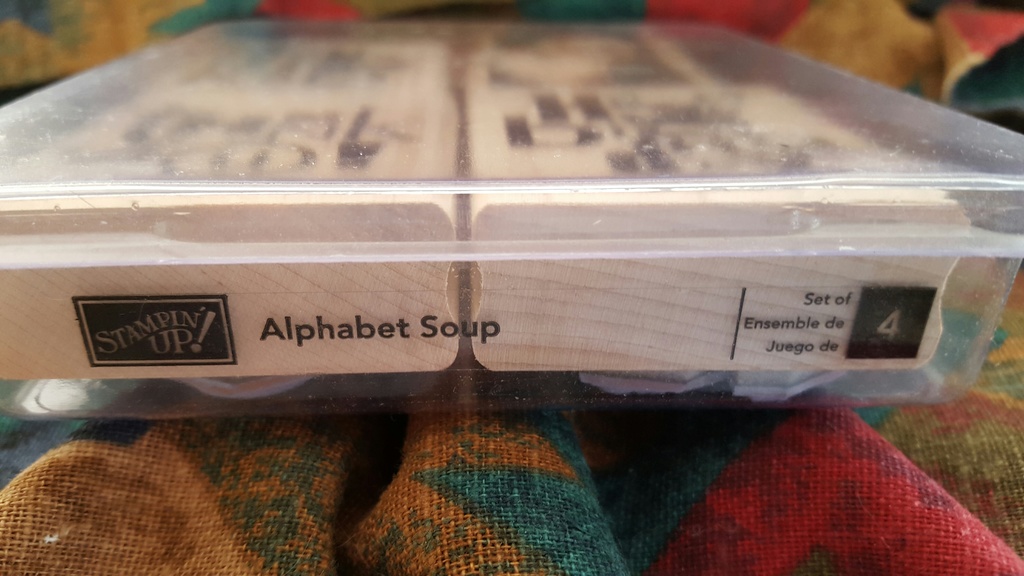 STAMPIN' UP!
Alphabet Soup
Set of
Ensemble de
Juego de
4